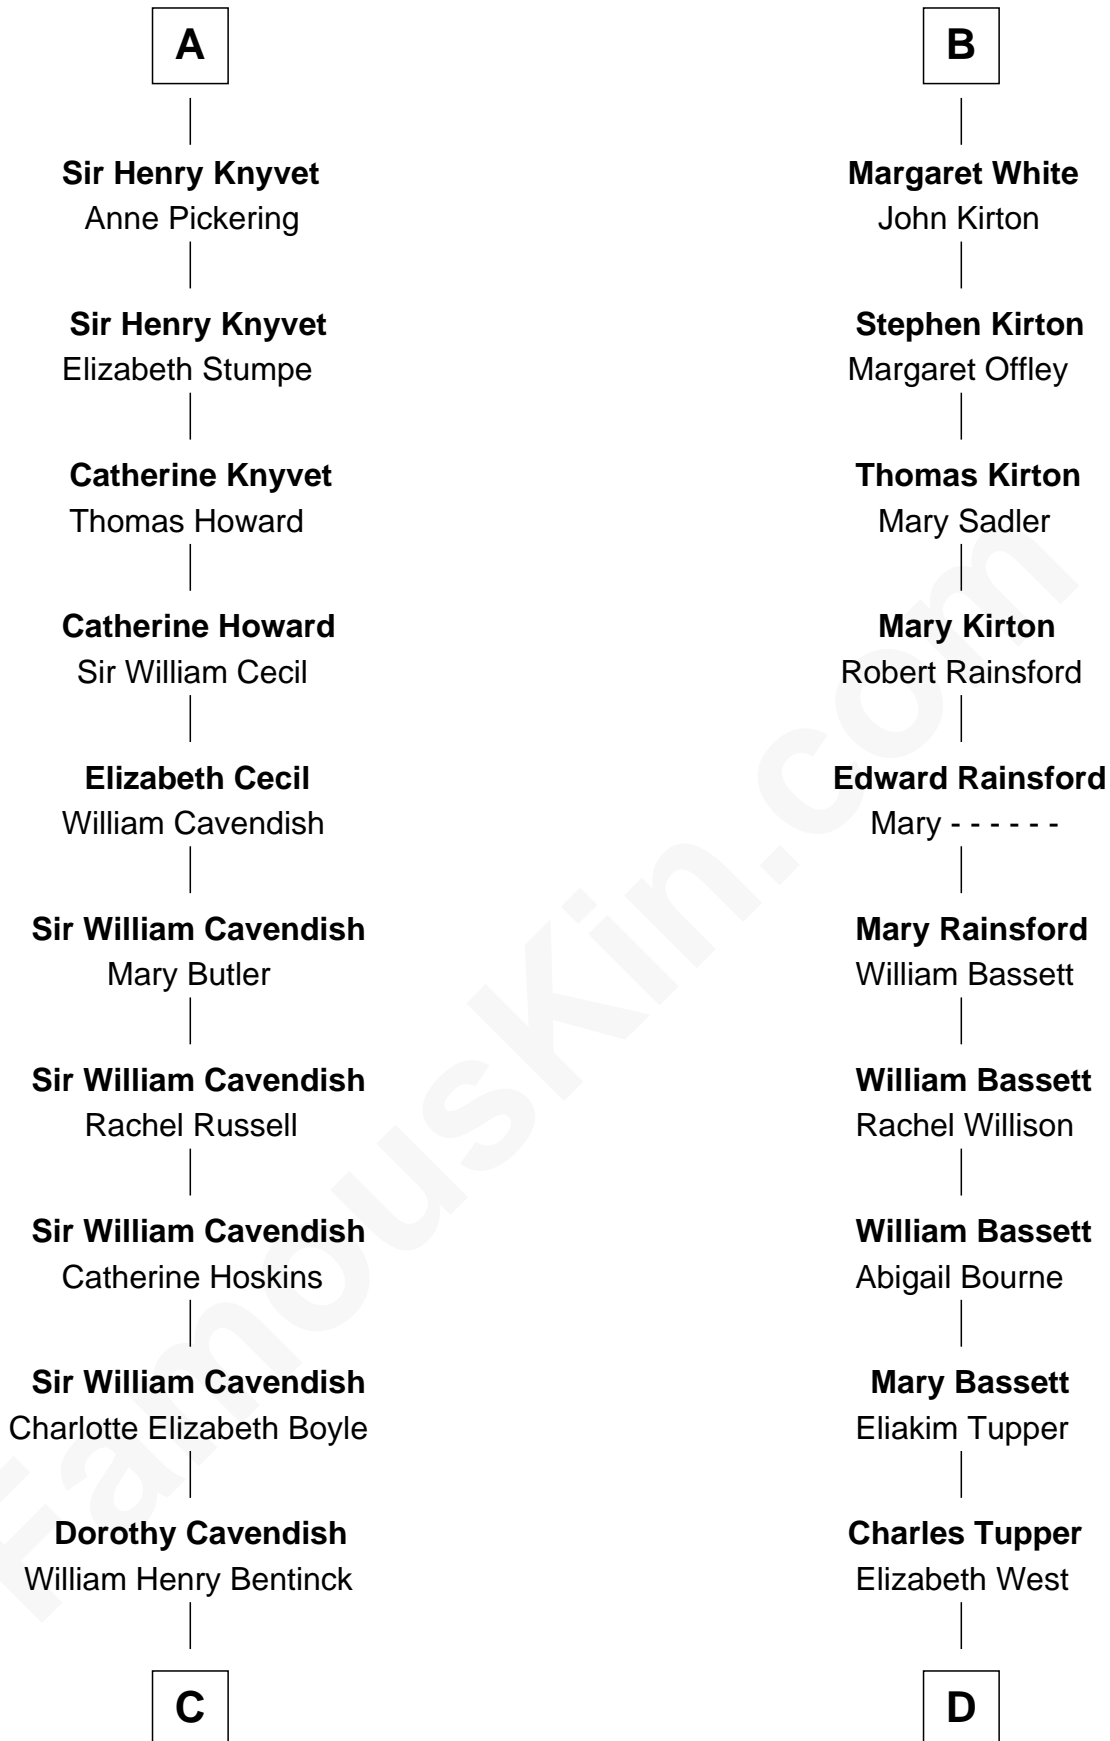 A
Sir Henry Knyvet
Anne Pickering
Sir Henry Knyvet
Elizabeth Stumpe
Catherine Knyvet
Thomas Howard
Catherine Howard
Sir William Cecil
Elizabeth Cecil
William Cavendish
Sir William Cavendish
Mary Butler
Sir William Cavendish
Rachel Russell
Sir William Cavendish
Catherine Hoskins
Sir William Cavendish
Charlotte Elizabeth Boyle
Dorothy Cavendish
William Henry Bentinck
C
B
Margaret White
John Kirton
Stephen Kirton
Margaret Offley
Thomas Kirton
Mary Sadler
Mary Kirton
Robert Rainsford
Edward Rainsford
Mary - - - - - -
Mary Rainsford
William Bassett
William Bassett
Rachel Willison
William Bassett
Abigail Bourne
Mary Bassett
Eliakim Tupper
Charles Tupper
Elizabeth West
D
FamousKin.com